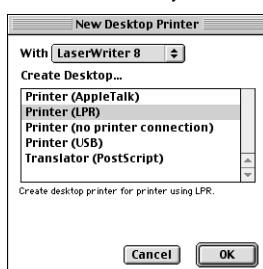 New Desktop Printer
With LaserWriter 8
Create Desktop...
Printer (AppleTalk)
Printer (LPR)
Printer (no printer connection)
Printer (USB)
Translator (PostScript)
Create desktop printer for printer using LPR.
Cancel OK